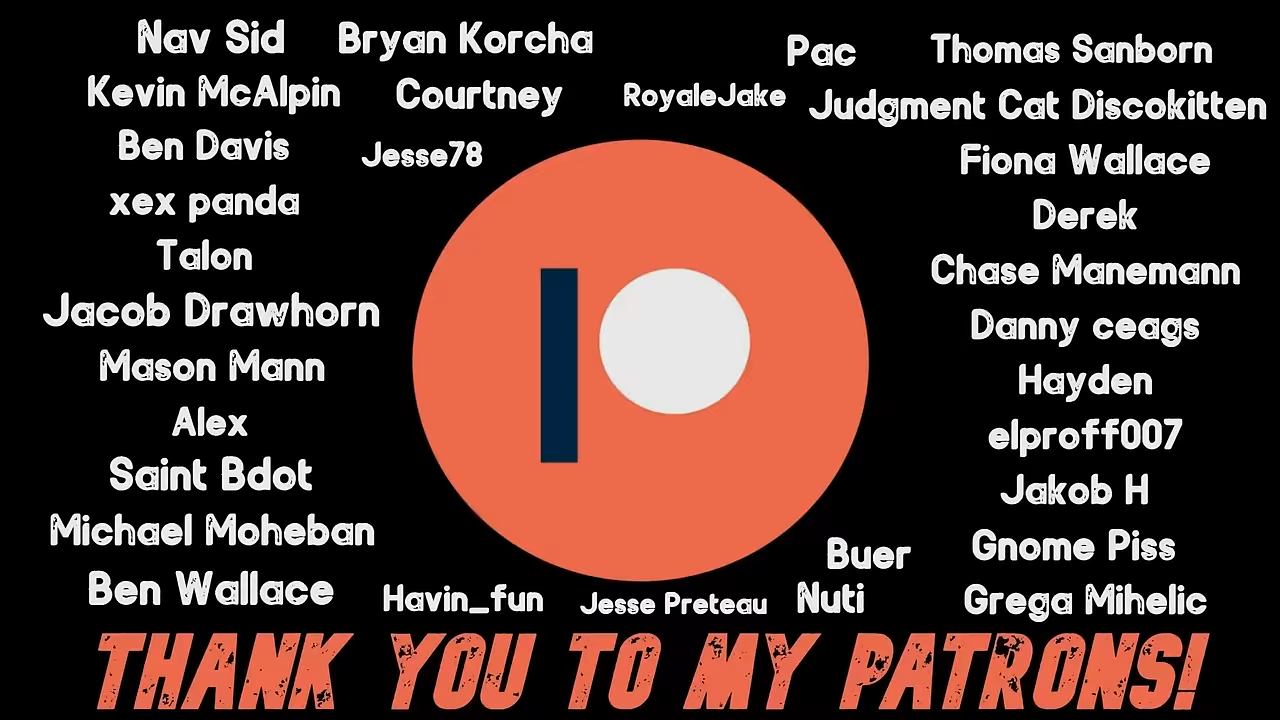 Nav Sid
Kevin McAlpin
Ben Davis
xex panda
Talon
Jacob Drawhorn
Mason Mann
Alex
Saint Bdot
Michael Moheban
Ben Wallace
Bryan Korcha
Courtney
Jesse78
RoyaleJake
Havin_fun
Jesse Preteau
Pac
Buer
Nuti
Thomas Sanborn
Judgment Cat Discokitten
Fiona Wallace
Derek
Chase Manemann
Danny ceags
Hayden
elproff007
Jakob H
Gnome Piss
Grega Mihelic
THANK YOU TO MY PATRONS!